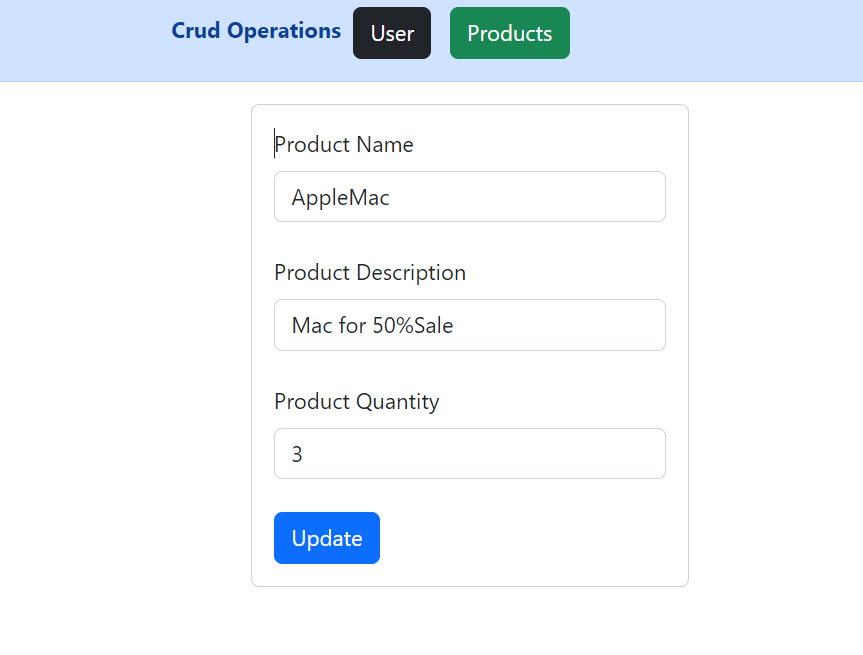 Crud Operations User Products
Product Name
AppleMac
Product Description
Mac for 50%Sale
Product Quantity
3
Update